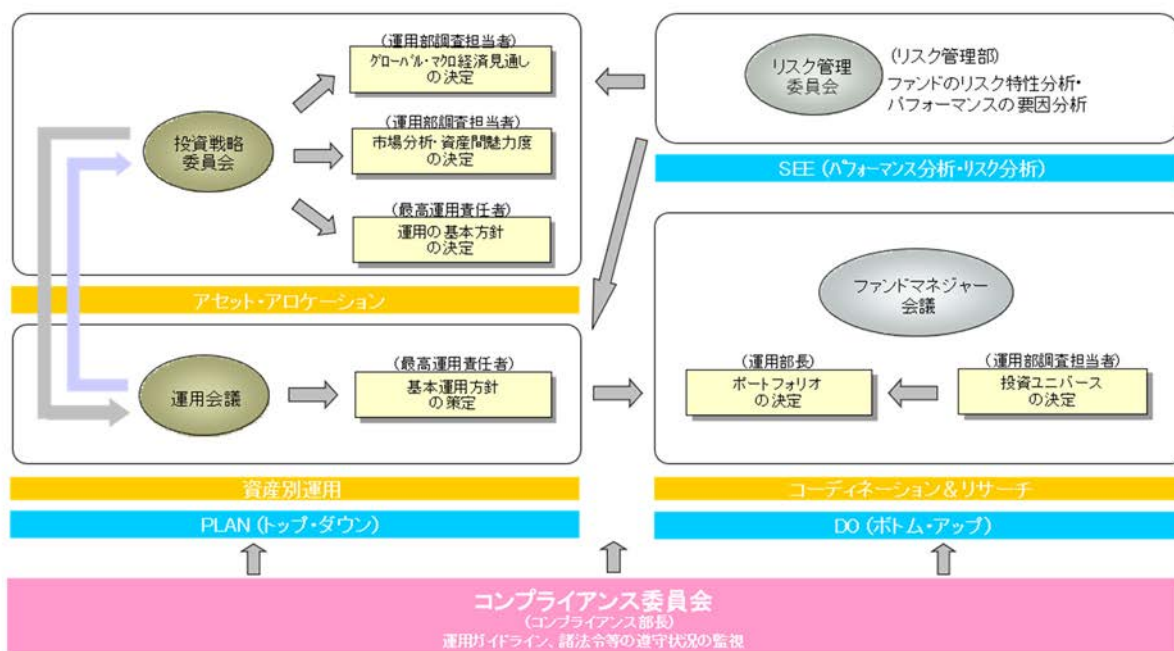 (運用部調査担当者)
グローバル・マクロ経済見通し
の決定
投資戦略
委員会
(運用部調査担当者)
市場分析・資産間魅力度
の決定
(最高運用責任者)
運用の基本方針
の決定
アセット・アロケーション
リスク管理
委員会
(リスク管理部)
ファンドのリスク特性分析・
パフォーマンスの要因分析
SEE (パフォーマンス分析・リスク分析)
運用会議
(最高運用責任者)
基本運用方針
の策定
資産別運用
PLAN (トップ・ダウン)
ファンドマネジャー
会議
(運用部長)
ポートフォリオ
の決定
(運用部調査担当者)
投資ユニバース
の決定
コーディネーション&リサーチ
DO (ボトム・アップ)
コンプライアンス委員会
(コンプライアンス部長)
運用ガイドライン、諸法令等の遵守状況の監視